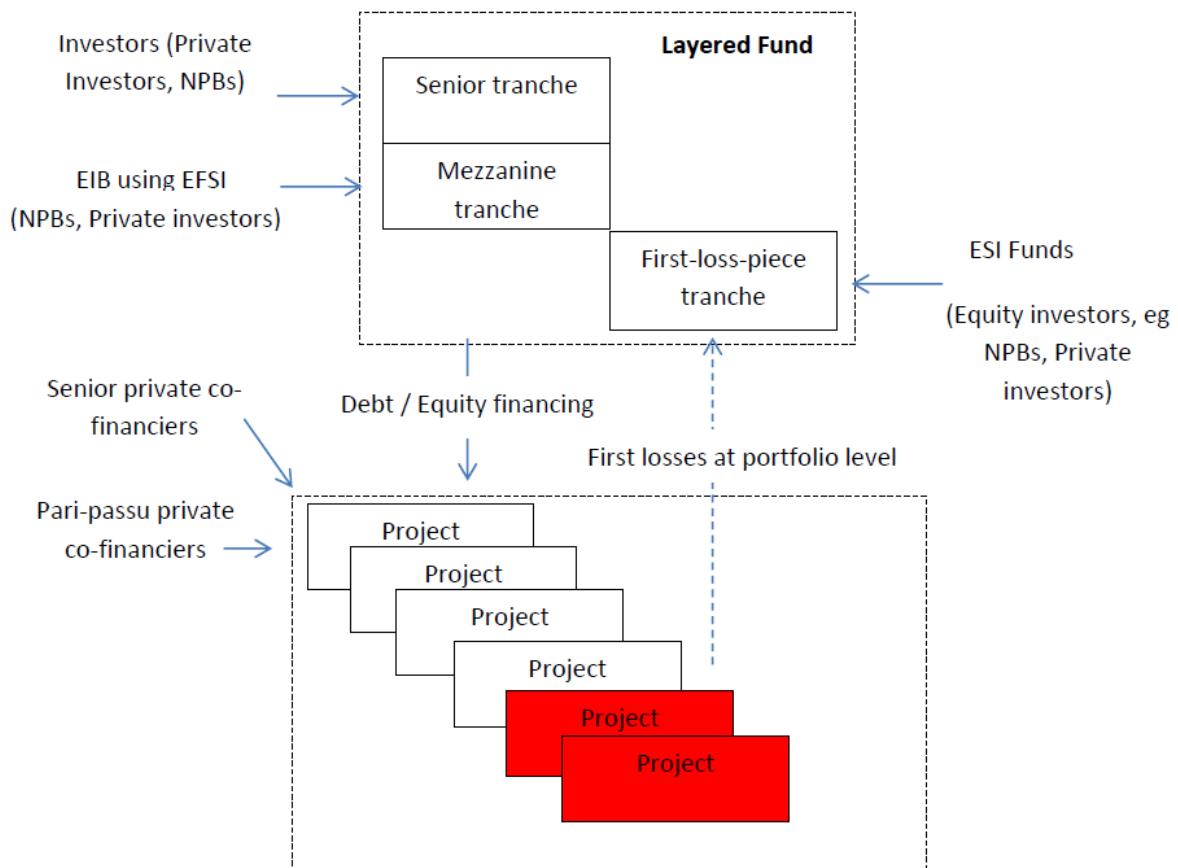 Investors (Private
Investors, NPBs)
Layered Fund
Senior tranche
EIB using EFSI
(NPBs, Private investors)
Mezzanine
tranche
First-loss-piece
tranche
ESI Funds
(Equity investors, eg
NPBs, Private
investors)
Senior private co-
financiers
Debt / Equity financing
First losses at portfolio level
Pari-passu private
co-financiers
Project
Project
Project
Project
Project
Project